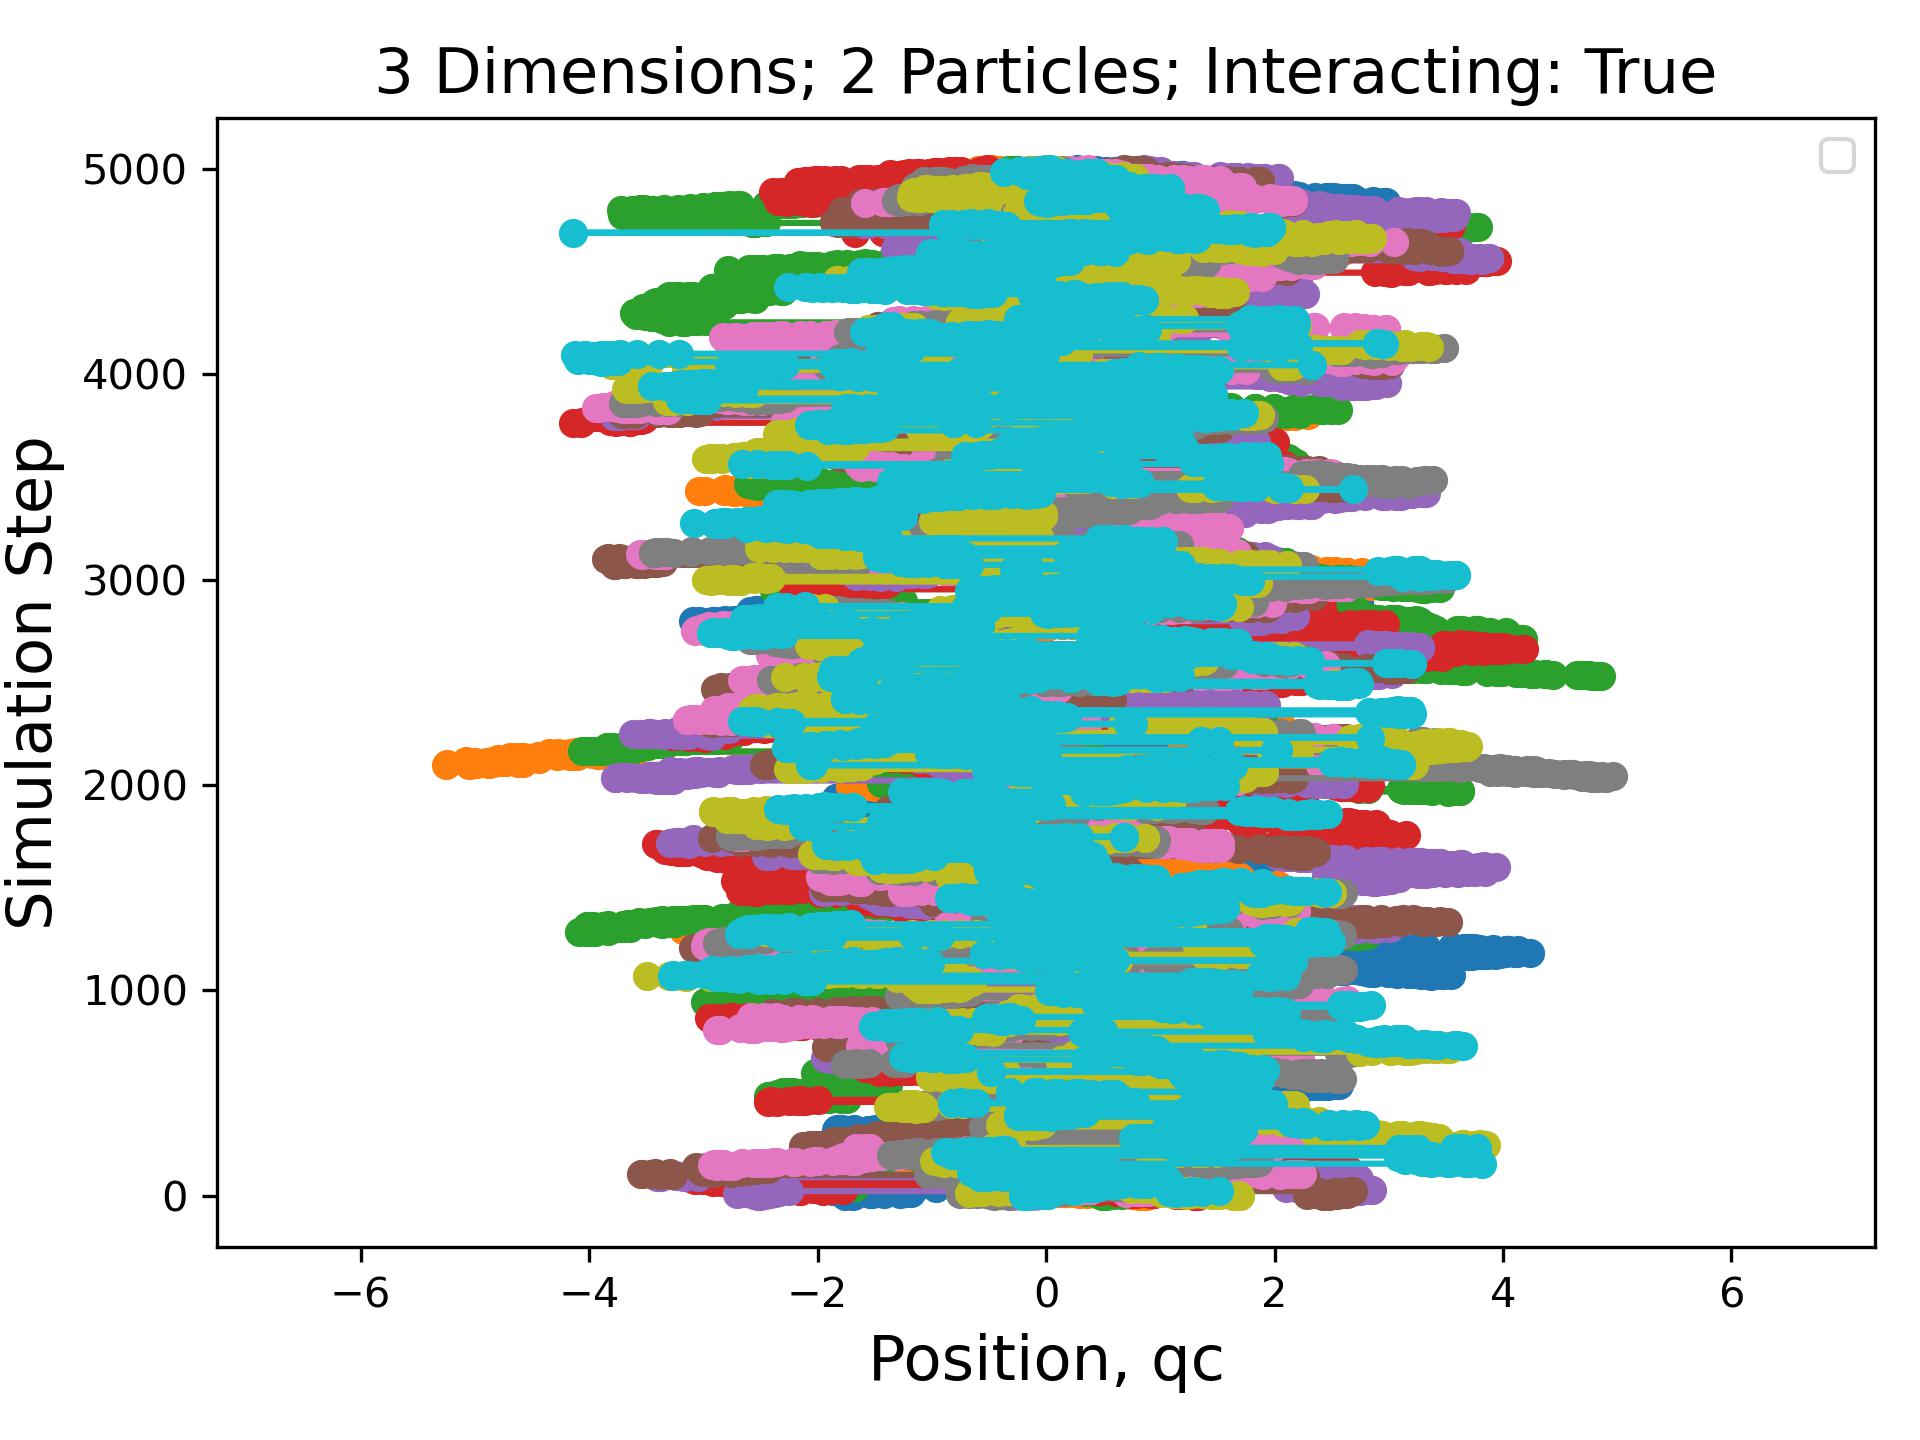 3 Dimensions; 2 Particles; Interacting: True
5000
4000
3000
2000
1000
0
Simulation Step
−6 −4 −2 0 2 4 6
Position, qc